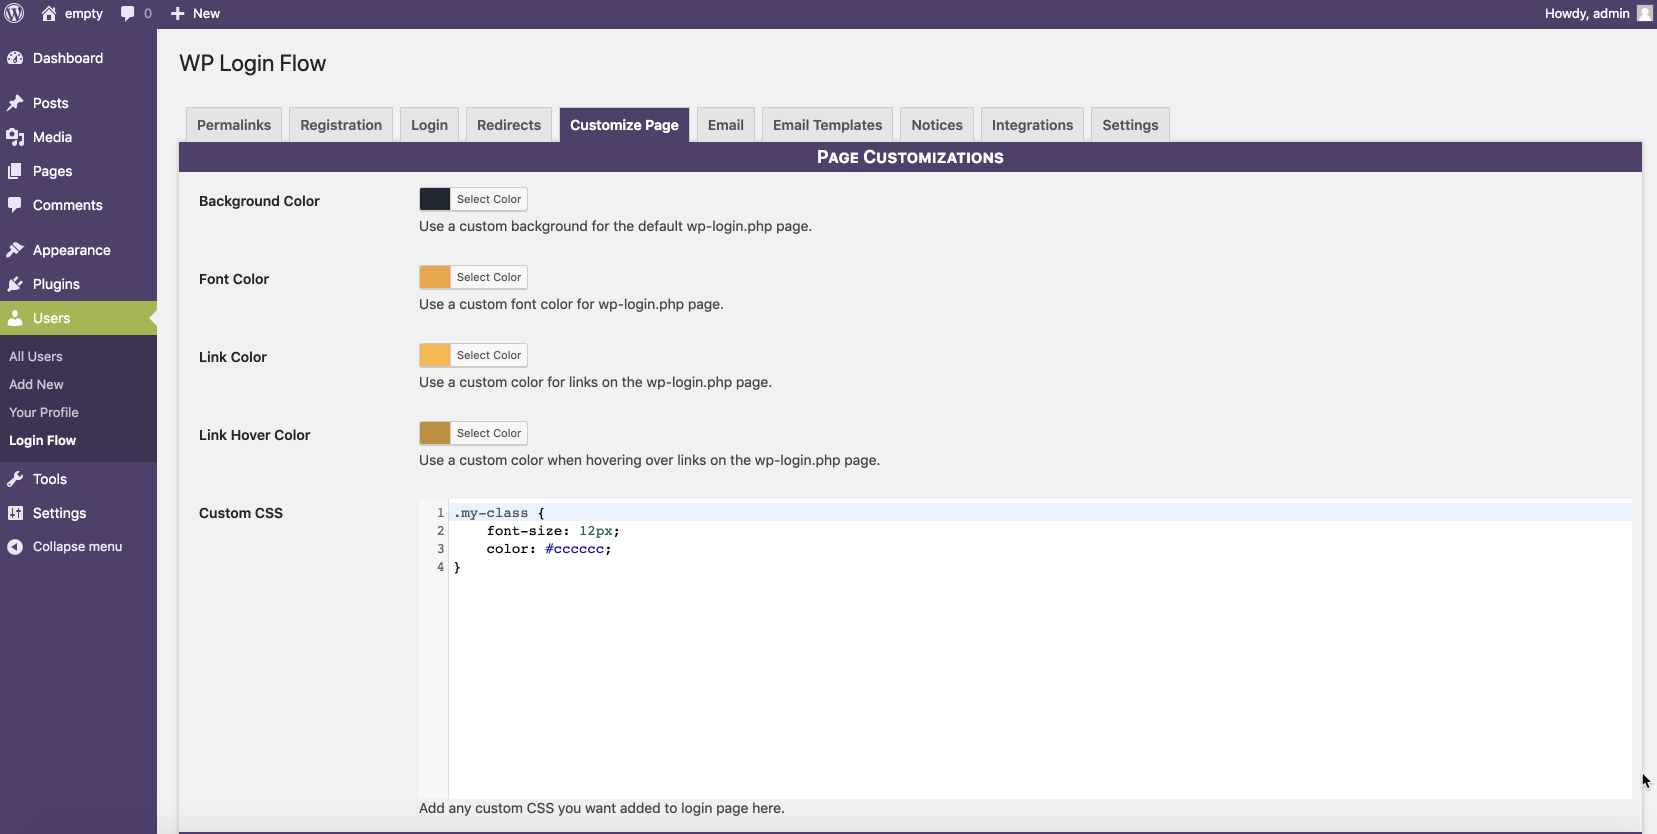 empty 0 New Howdy, admin
Dashboard
Posts
Media
Pages
Comments
Appearance
Plugins
Users
All Users
Add New
Your Profile
Login Flow
Tools
Settings
Collapse menu
WP Login Flow
Permalinks Registration Login Redirects Customize Page Email Email Templates Notices Integrations Settings
Page Customizations
Background Color Select Color
Use a custom background for the default wp-login.php page.
Font Color Select Color
Use a custom font color for wp-login.php page.
Link Color Select Color
Use a custom color for links on the wp-login.php page.
Link Hover Color Select Color
Use a custom color when hovering over links on the wp-login.php page.
Custom CSS
1 .my-class {
2 font-size: 12px;
3 color: #cccccc;
4 }
Add any custom CSS you want added to login page here.